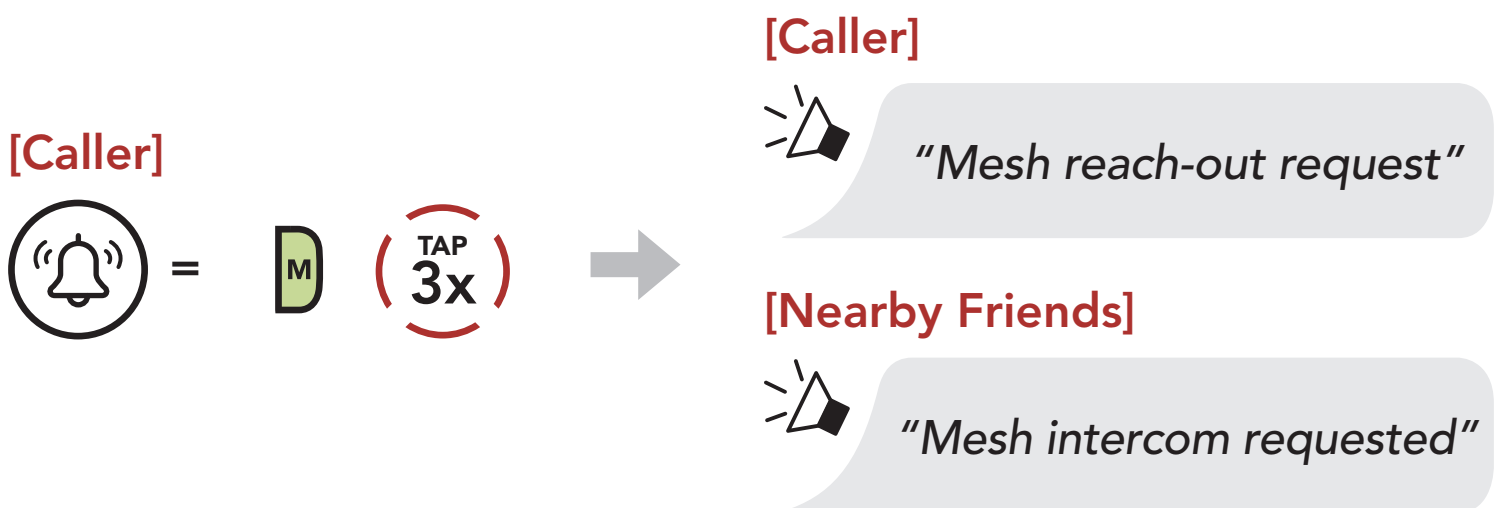 [Caller]
=
M
TAP
3x
[Caller]
“Mesh reach-out request”
[Nearby Friends]
“Mesh intercom requested”